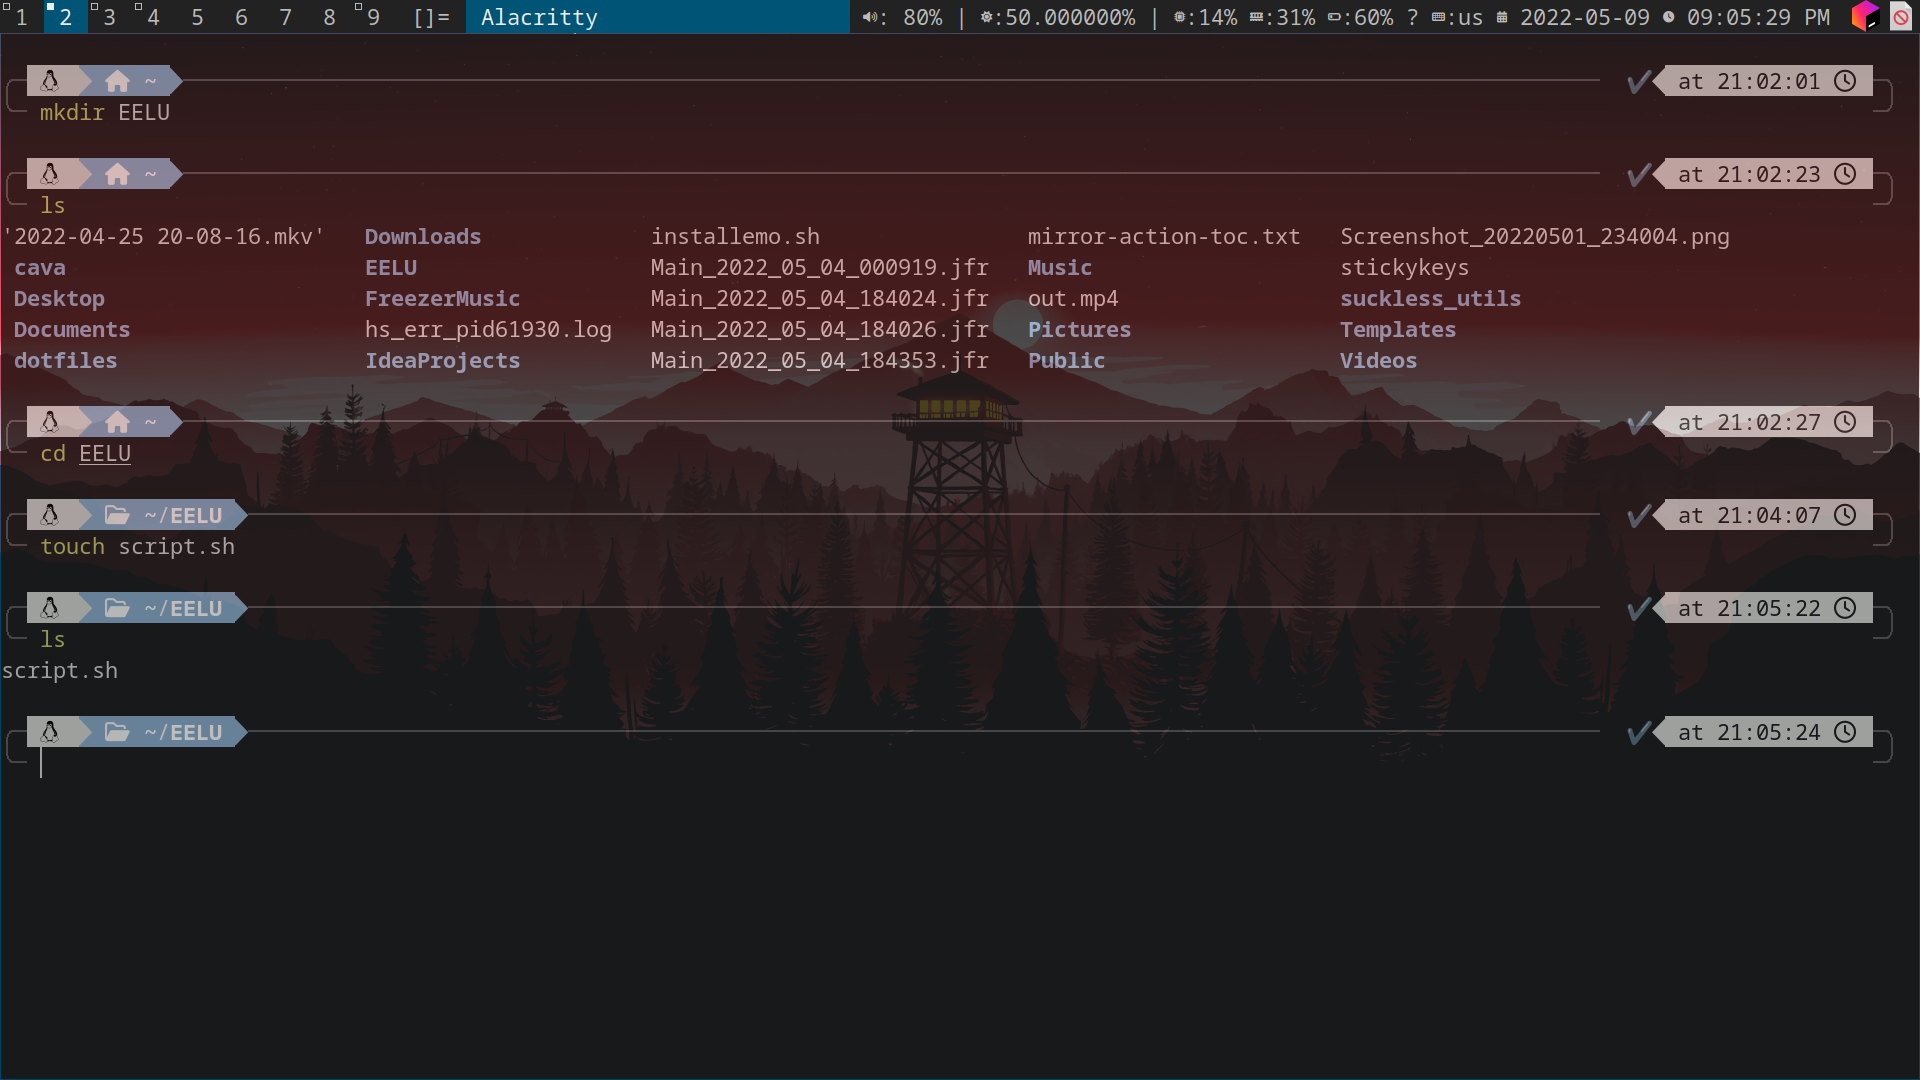 1 2 3 4 5 6 7 8 9 []= Alacritty : 80% | :50.000000% | :14% :31% :60% ? :us 2022-05-09 09:05:29 PM
~ ✔ at 21:02:01
mkdir EELU
~ ✔ at 21:02:23
ls
'2022-04-25 20-08-16.mkv' Downloads installemo.sh mirror-action-toc.txt Screenshot_20220501_234004.png
cava EELU Main_2022_05_04_000919.jfr Music stickykeys
Desktop FreezerMusic Main_2022_05_04_184024.jfr out.mp4 suckless_utils
Documents hs_err_pid61930.log Main_2022_05_04_184026.jfr Pictures Templates
dotfiles IdeaProjects Main_2022_05_04_184353.jfr Public Videos
~ ✔ at 21:02:27
cd EELU
~/EELU ✔ at 21:04:07
touch script.sh
~/EELU ✔ at 21:05:22
ls
script.sh
~/EELU ✔ at 21:05:24